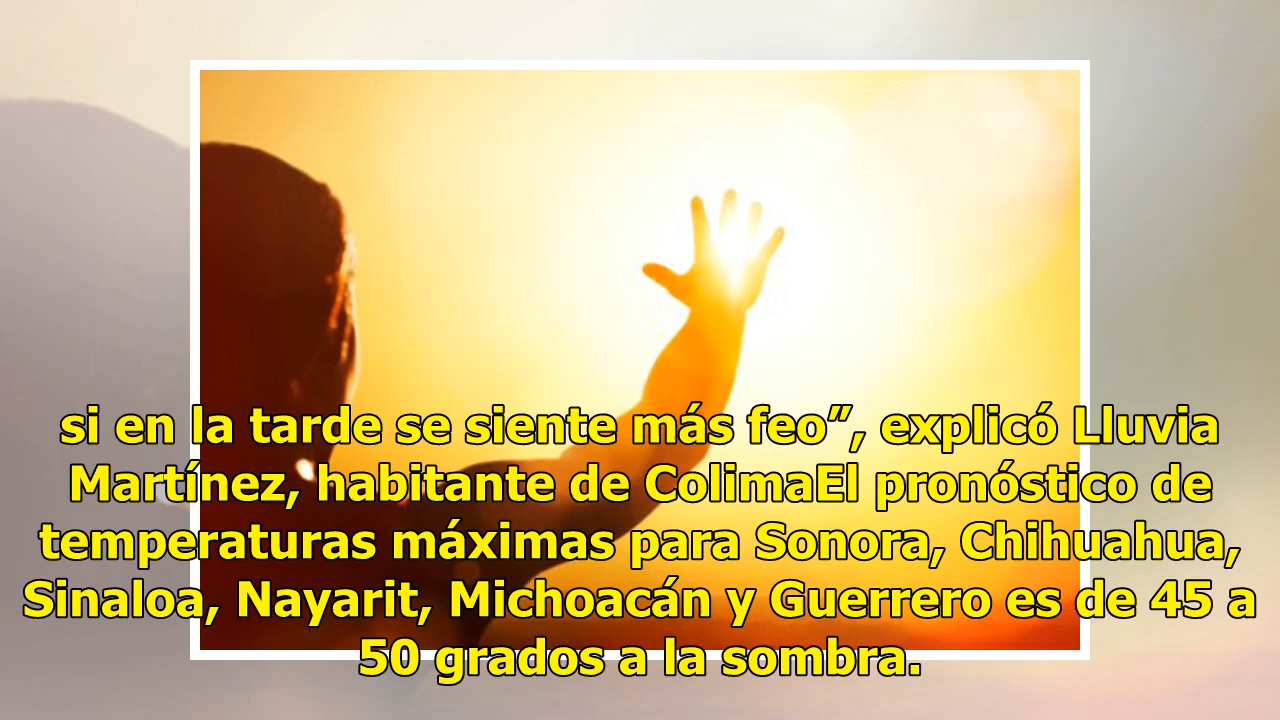 si en la tarde se siente más feo”, explicó Lluvia
Martínez, habitante de ColimaEl pronóstico de
temperaturas máximas para Sonora, Chihuahua,
Sinaloa, Nayarit, Michoacán y Guerrero es de 45 a
50 grados a la sombra.